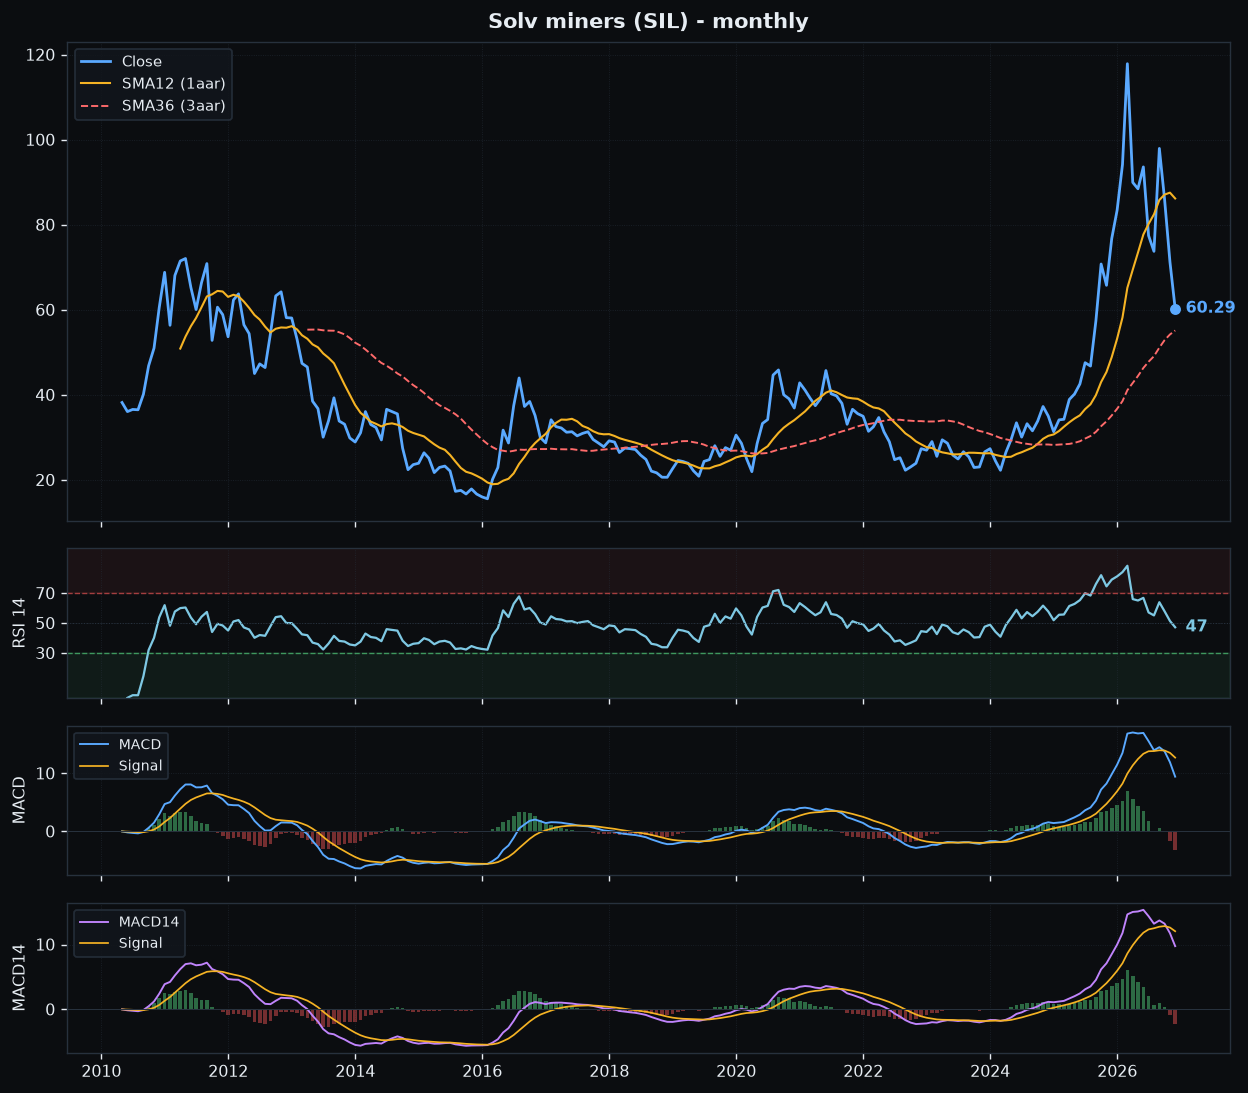 Solv miners (SIL) - monthly
Close
SMA12 (1aar)
SMA36 (3aar)
120
100
80
60
40
20
60.29
RSI 14
70
50
30
47
MACD
MACD
Signal
10
0
MACD14
MACD14
Signal
10
0
2010 2012 2014 2016 2018 2020 2022 2024 2026